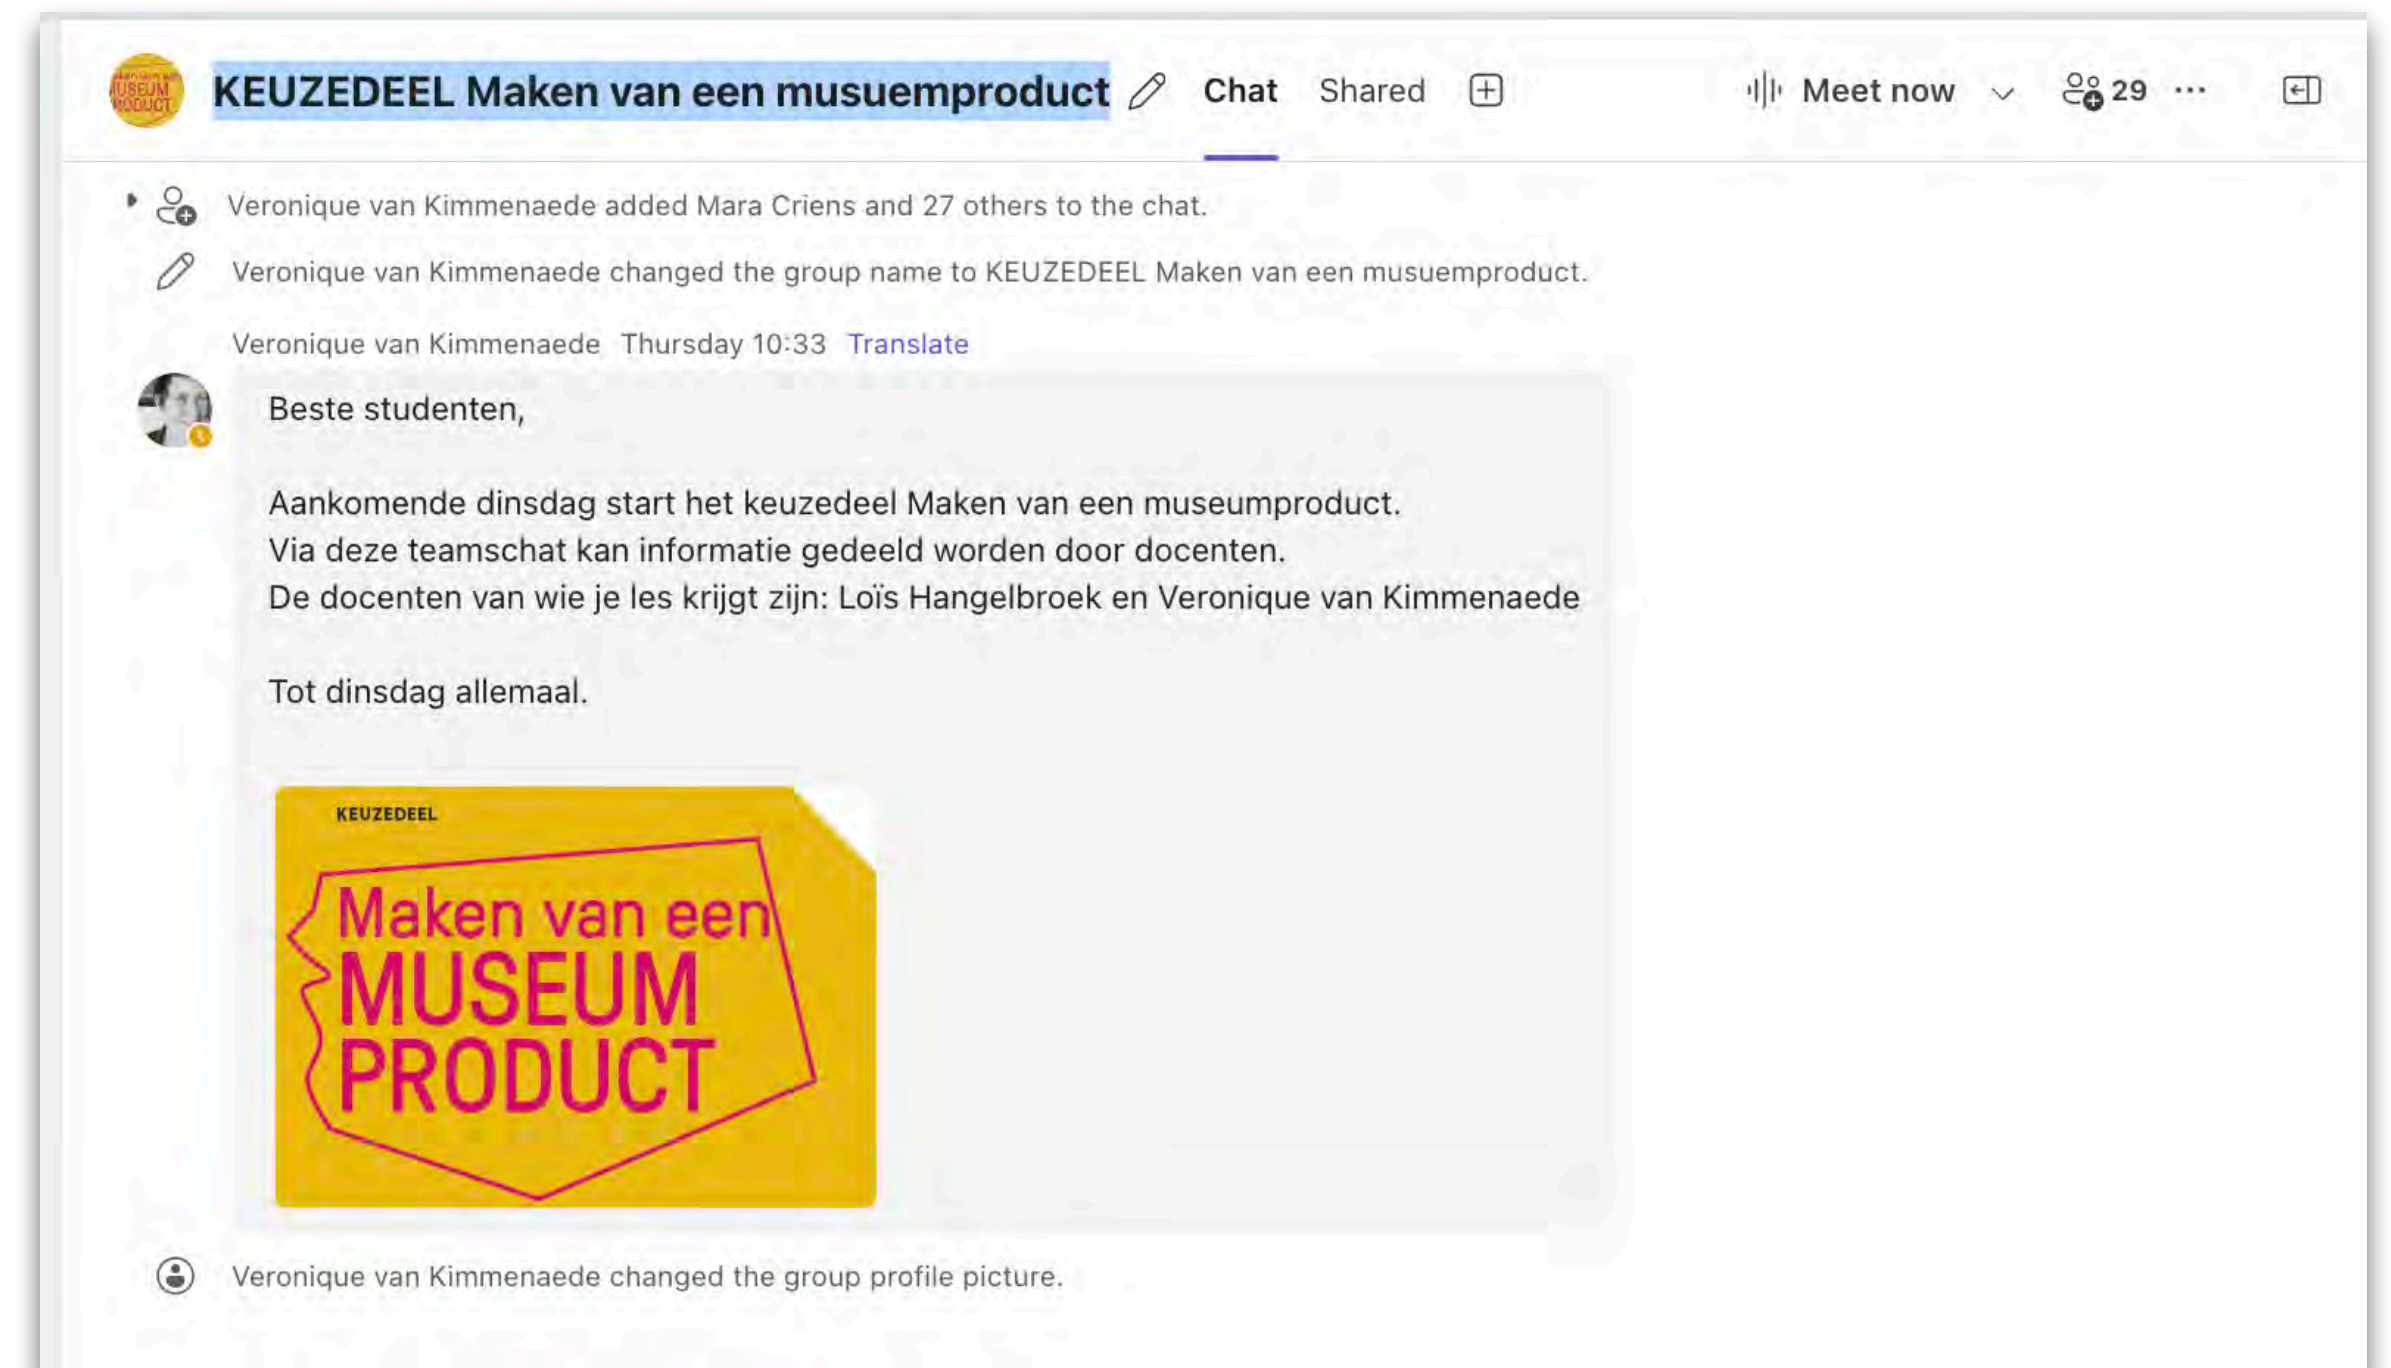 KEUZEDEEL Maken van een musuemproduct Chat Shared Meet now 29
Veronique van Kimmenaede added Mara Criens and 27 others to the chat.
Veronique van Kimmenaede changed the group name to KEUZEDEEL Maken van een musuemproduct.
Veronique van Kimmenaede Thursday 10:33 Translate
Beste studenten,
Aankomende dinsdag start het keuzedeel Maken van een museumproduct.
Via deze teamschat kan informatie gedeeld worden door docenten.
De docenten van wie je les krijgt zijn: Loïs Hangelbroek en Veronique van Kimmenaede
Tot dinsdag allemaal.
KEUZEDEEL
Maken van een
MUSEUM
PRODUCT
Veronique van Kimmenaede changed the group profile picture.